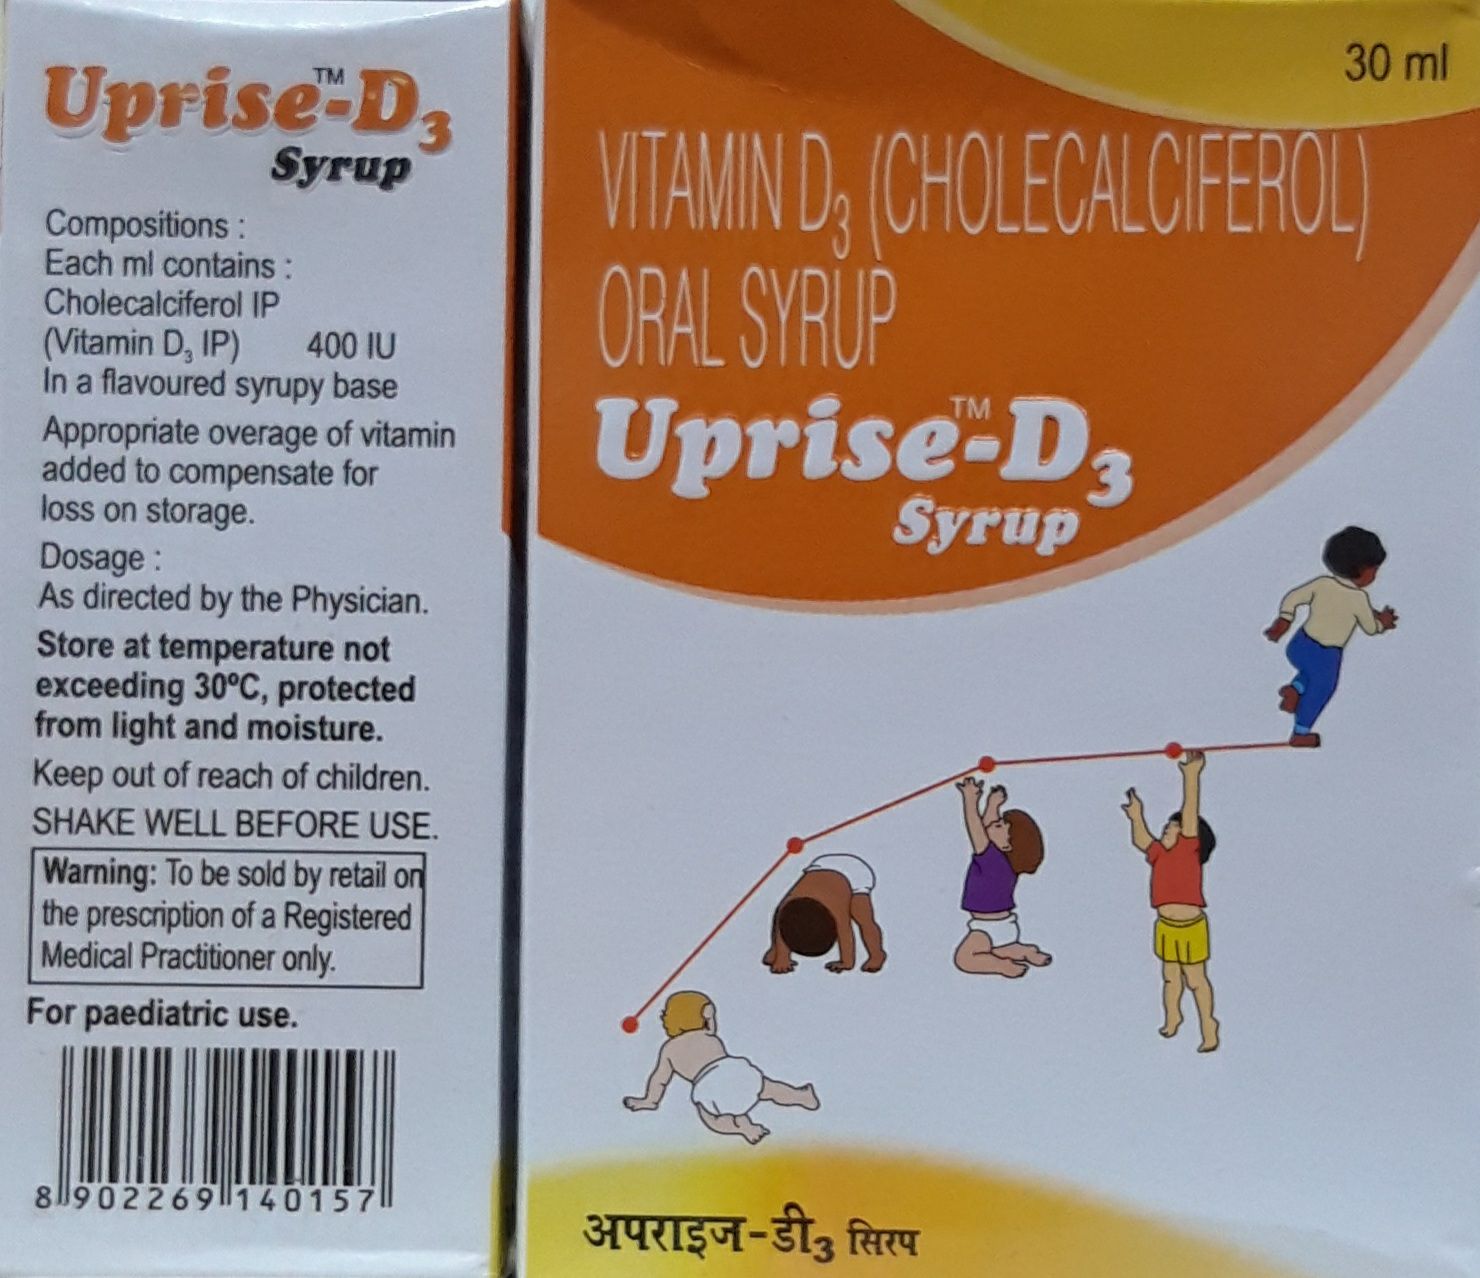 Uprise™-D₃
Syrup
Compositions :
Each ml contains :
Cholecalciferol IP
(Vitamin D₃ IP) 400 IU
In a flavoured syrupy base
Appropriate overage of vitamin
added to compensate for
loss on storage.
Dosage :
As directed by the Physician.
Store at temperature not
exceeding 30ºC, protected
from light and moisture.
Keep out of reach of children.
SHAKE WELL BEFORE USE.
Warning: To be sold by retail on
the prescription of a Registered
Medical Practitioner only.
For paediatric use.
8 902269 140157
30 ml
VITAMIN D₃ (CHOLECALCIFEROL)
ORAL SYRUP
Uprise™-D₃
Syrup
अपराइज-डी₃ सिरप